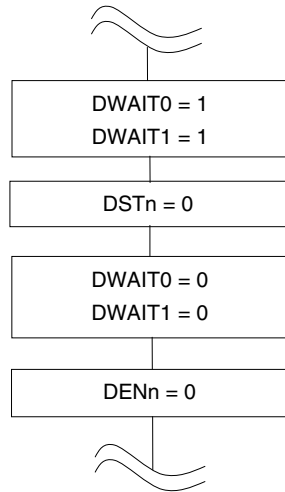 DWAIT0 = 1
DWAIT1 = 1
DSTn = 0
DWAIT0 = 0
DWAIT1 = 0
DENn = 0